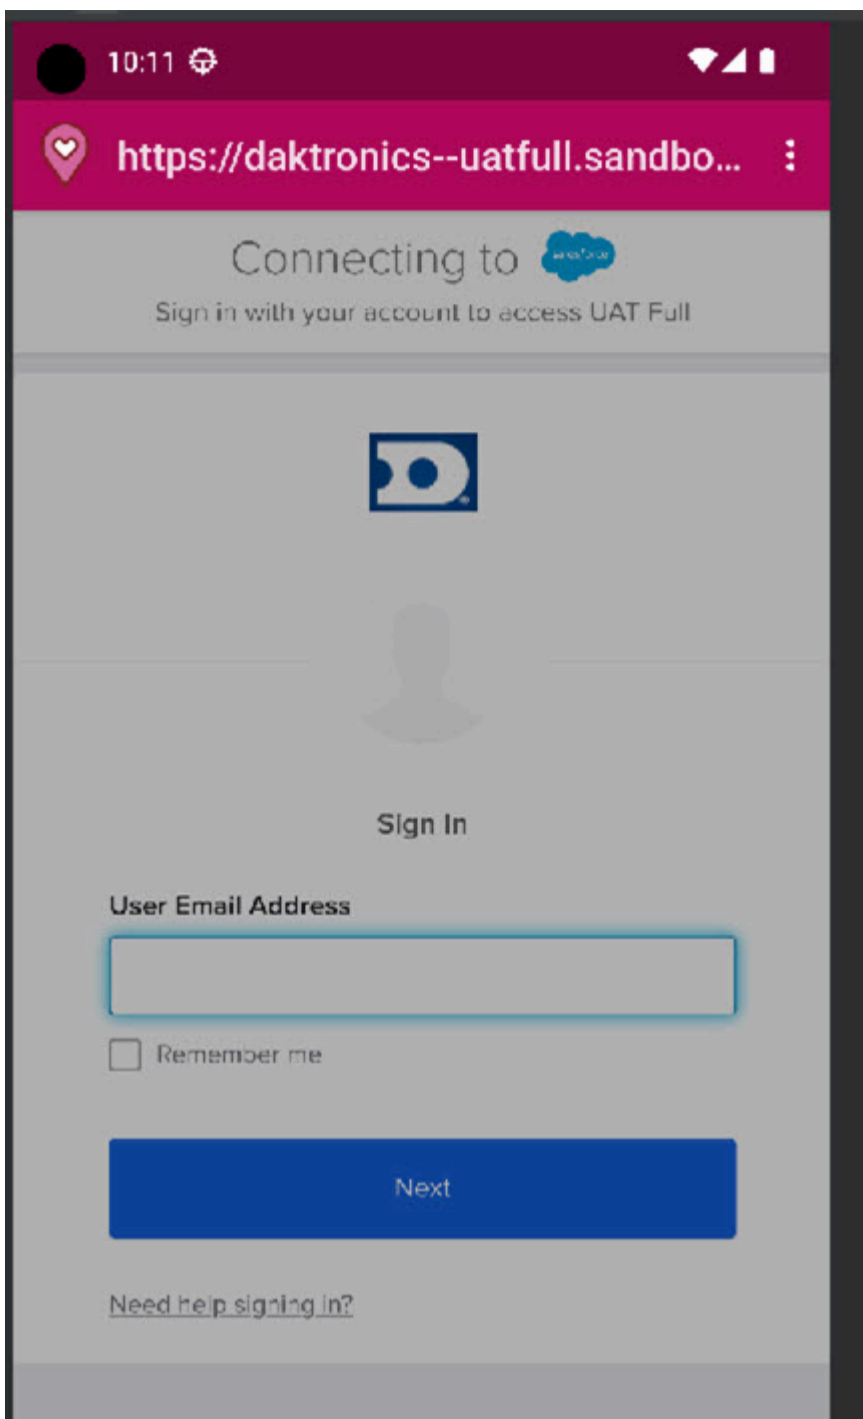 10:11
https://daktronics--uatfull.sandbo...
Connecting to salesforce
Sign in with your account to access UAT Full
Sign In
User Email Address
Remember me
Next
Need help signing in?